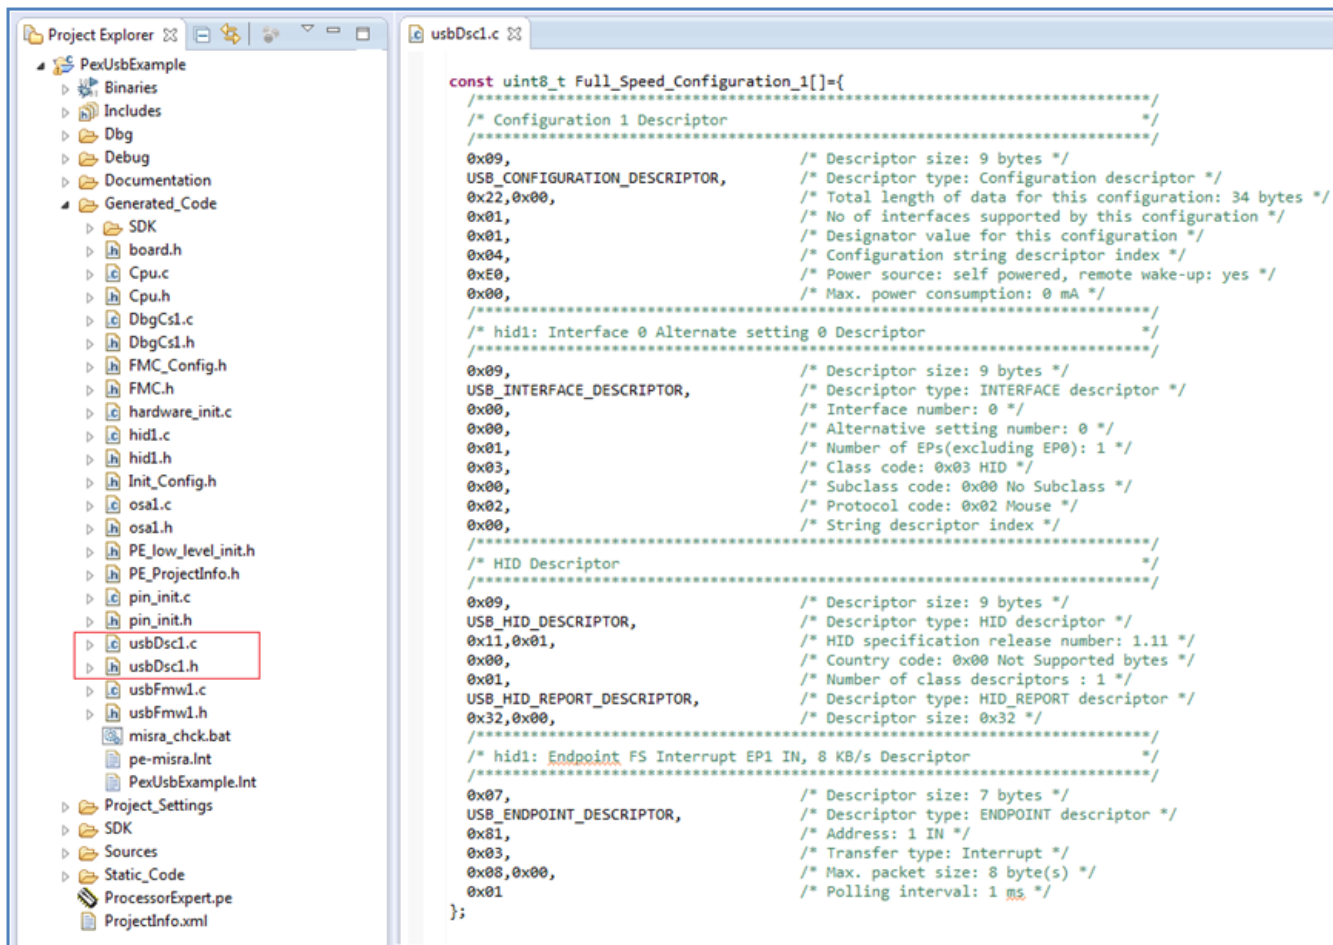 Project Explorer
PexUsbExample
Binaries
Includes
Dbg
Debug
Documentation
Generated_Code
SDK
board.h
Cpu.c
Cpu.h
DbgCs1.c
DbgCs1.h
FMC_Config.h
FMC.h
hardware_init.c
hid1.c
hid1.h
Init_Config.h
osa1.c
osa1.h
PE_low_level_init.h
PE_ProjectInfo.h
pin_init.c
pin_init.h
usbDsc1.c
usbDsc1.h
usbFmw1.c
usbFmw1.h
misra_chck.bat
pe-misra.lnt
PexUsbExample.lnt
Project_Settings
SDK
Sources
Static_Code
ProcessorExpert.pe
ProjectInfo.xml
usbDsc1.c
const uint8_t Full_Speed_Configuration_1[]={
/***********************************************************************/
/* Configuration 1 Descriptor */
/***********************************************************************/
0x09, /* Descriptor size: 9 bytes */
USB_CONFIGURATION_DESCRIPTOR, /* Descriptor type: Configuration descriptor */
0x22,0x00, /* Total length of data for this configuration: 34 bytes */
0x01, /* No of interfaces supported by this configuration */
0x01, /* Designator value for this configuration */
0x04, /* Configuration string descriptor index */
0xE0, /* Power source: self powered, remote wake-up: yes */
0x00, /* Max. power consumption: 0 mA */
/***********************************************************************/
/* hid1: Interface 0 Alternate setting 0 Descriptor */
/***********************************************************************/
0x09, /* Descriptor size: 9 bytes */
USB_INTERFACE_DESCRIPTOR, /* Descriptor type: INTERFACE descriptor */
0x00, /* Interface number: 0 */
0x00, /* Alternative setting number: 0 */
0x01, /* Number of EPs(excluding EP0): 1 */
0x03, /* Class code: 0x03 HID */
0x00, /* Subclass code: 0x00 No Subclass */
0x02, /* Protocol code: 0x02 Mouse */
0x00, /* String descriptor index */
/***********************************************************************/
/* HID Descriptor */
/***********************************************************************/
0x09, /* Descriptor size: 9 bytes */
USB_HID_DESCRIPTOR, /* Descriptor type: HID descriptor */
0x11,0x01, /* HID specification release number: 1.11 */
0x00, /* Country code: 0x00 Not Supported bytes */
0x01, /* Number of class descriptors : 1 */
USB_HID_REPORT_DESCRIPTOR, /* Descriptor type: HID_REPORT descriptor */
0x32,0x00, /* Descriptor size: 0x32 */
/***********************************************************************/
/* hid1: Endpoint FS Interrupt EP1 IN, 8 KB/s Descriptor */
/***********************************************************************/
0x07, /* Descriptor size: 7 bytes */
USB_ENDPOINT_DESCRIPTOR, /* Descriptor type: ENDPOINT descriptor */
0x81, /* Address: 1 IN */
0x03, /* Transfer type: Interrupt */
0x08,0x00, /* Max. packet size: 8 byte(s) */
0x01 /* Polling interval: 1 ms */
};